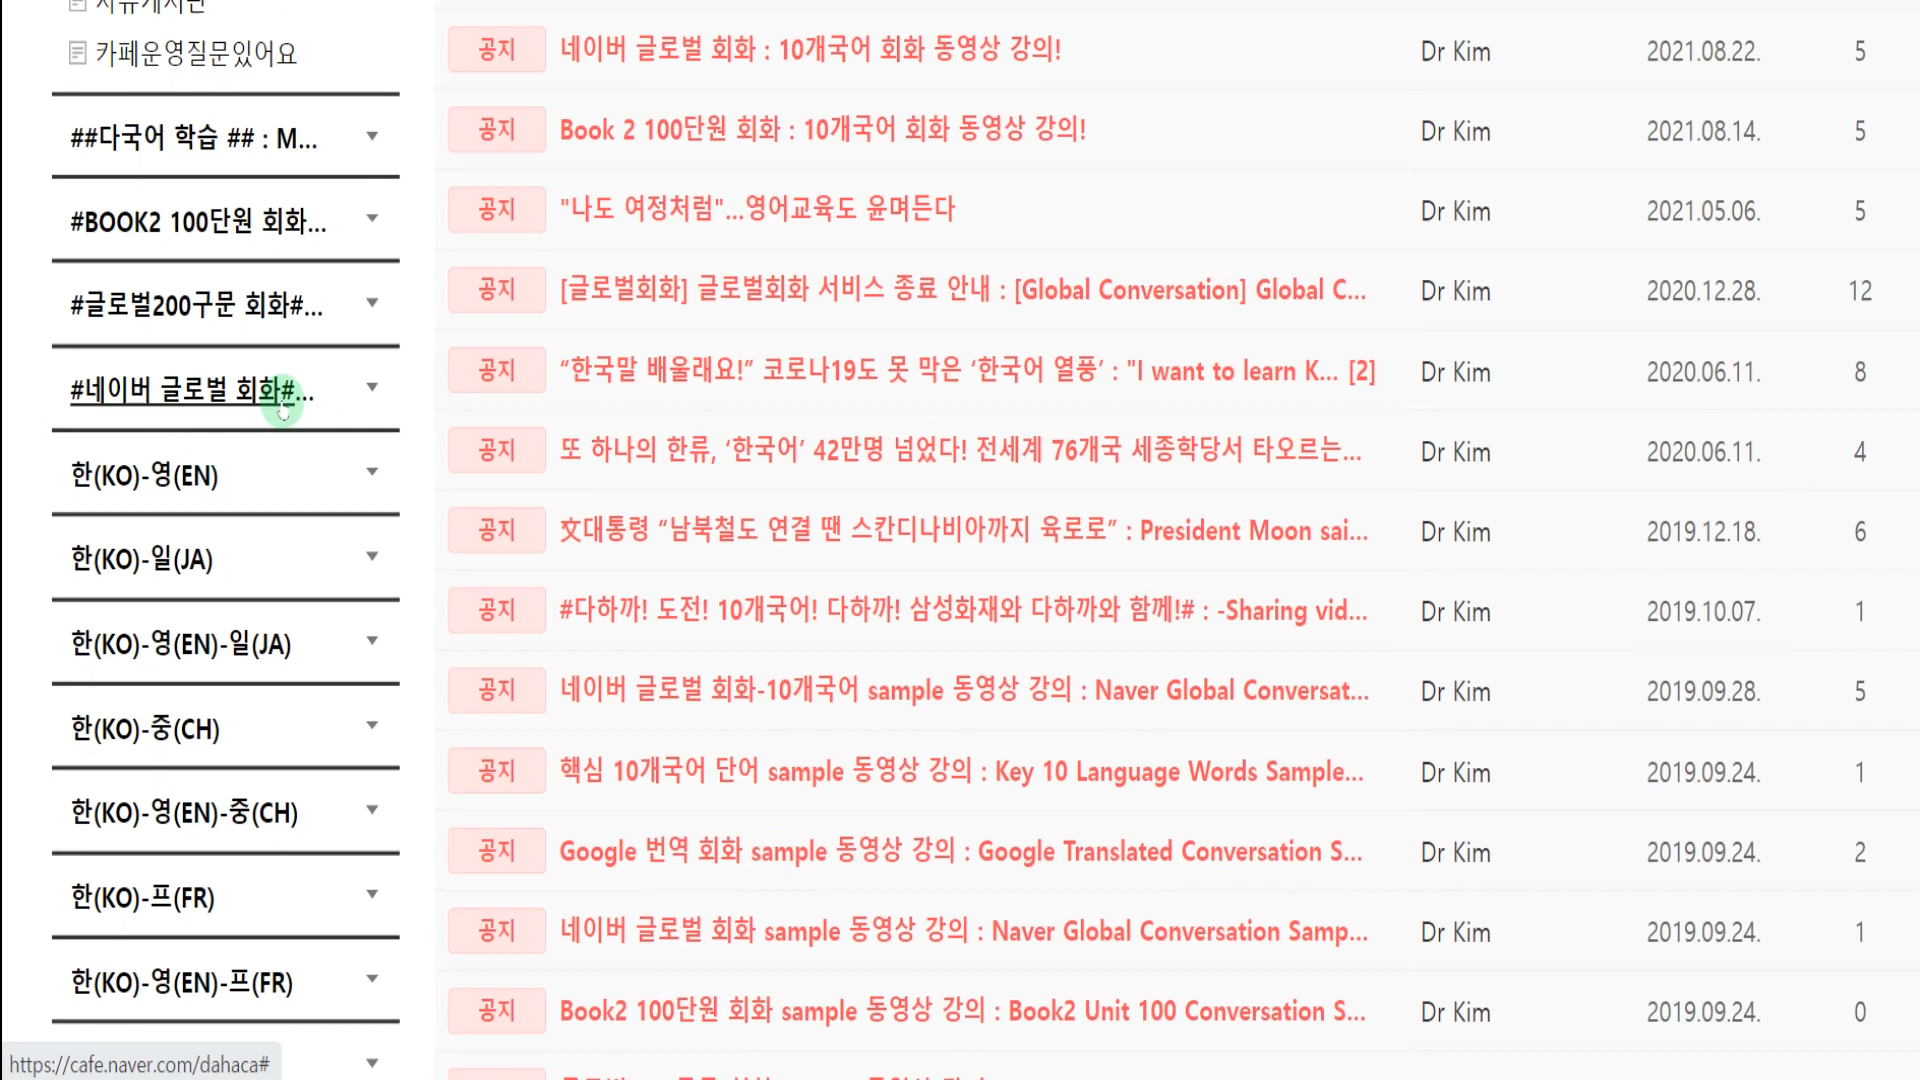 카페운영질문있어요
##다국어 학습 ## : M...
#BOOK2 100단원 회화...
#글로벌200구문 회화#...
#네이버 글로벌 회화#...
한(KO)-영(EN)
한(KO)-일(JA)
한(KO)-영(EN)-일(JA)
한(KO)-중(CH)
한(KO)-영(EN)-중(CH)
한(KO)-프(FR)
한(KO)-영(EN)-프(FR)
https://cafe.naver.com/dahaca#
공지 네이버 글로벌 회화 : 10개국어 회화 동영상 강의! Dr Kim 2021.08.22. 5
공지 Book 2 100단원 회화 : 10개국어 회화 동영상 강의! Dr Kim 2021.08.14. 5
공지 "나도 여정처럼"...영어교육도 윤며든다 Dr Kim 2021.05.06. 5
공지 [글로벌회화] 글로벌회화 서비스 종료 안내 : [Global Conversation] Global C... Dr Kim 2020.12.28. 12
공지 “한국말 배울래요!” 코로나19도 못 막은 ‘한국어 열풍’ : "I want to learn K... [2] Dr Kim 2020.06.11. 8
공지 또 하나의 한류, ‘한국어’ 42만명 넘었다! 전세계 76개국 세종학당서 타오르는... Dr Kim 2020.06.11. 4
공지 文대통령 “남북철도 연결 땐 스칸디나비아까지 육로로” : President Moon sai... Dr Kim 2019.12.18. 6
공지 #다하까! 도전! 10개국어! 다하까! 삼성화재와 다하까와 함께!# : -Sharing vid... Dr Kim 2019.10.07. 1
공지 네이버 글로벌 회화-10개국어 sample 동영상 강의 : Naver Global Conversat... Dr Kim 2019.09.28. 5
공지 핵심 10개국어 단어 sample 동영상 강의 : Key 10 Language Words Sample... Dr Kim 2019.09.24. 1
공지 Google 번역 회화 sample 동영상 강의 : Google Translated Conversation S... Dr Kim 2019.09.24. 2
공지 네이버 글로벌 회화 sample 동영상 강의 : Naver Global Conversation Samp... Dr Kim 2019.09.24. 1
공지 Book2 100단원 회화 sample 동영상 강의 : Book2 Unit 100 Conversation S... Dr Kim 2019.09.24. 0